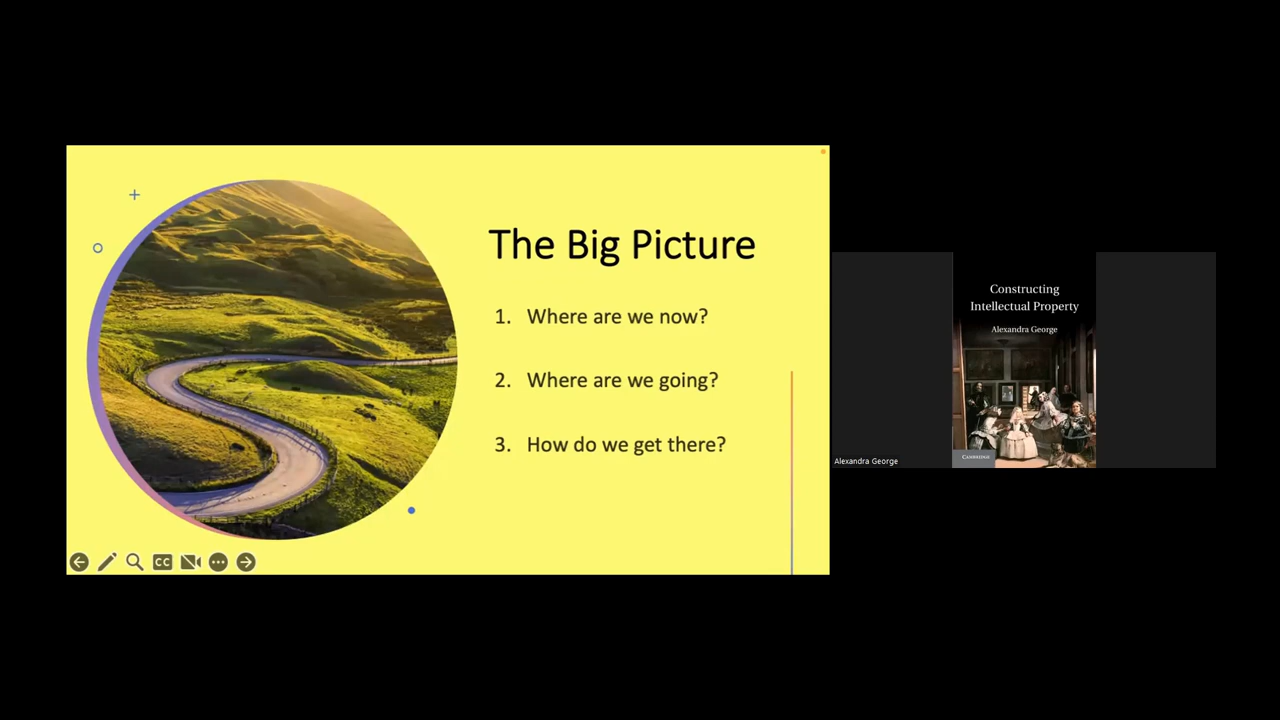 The Big Picture
1. Where are we now?
2. Where are we going?
3. How do we get there?
CC
Constructing
Intellectual Property
Alexandra George
CAMBRIDGE
Alexandra George